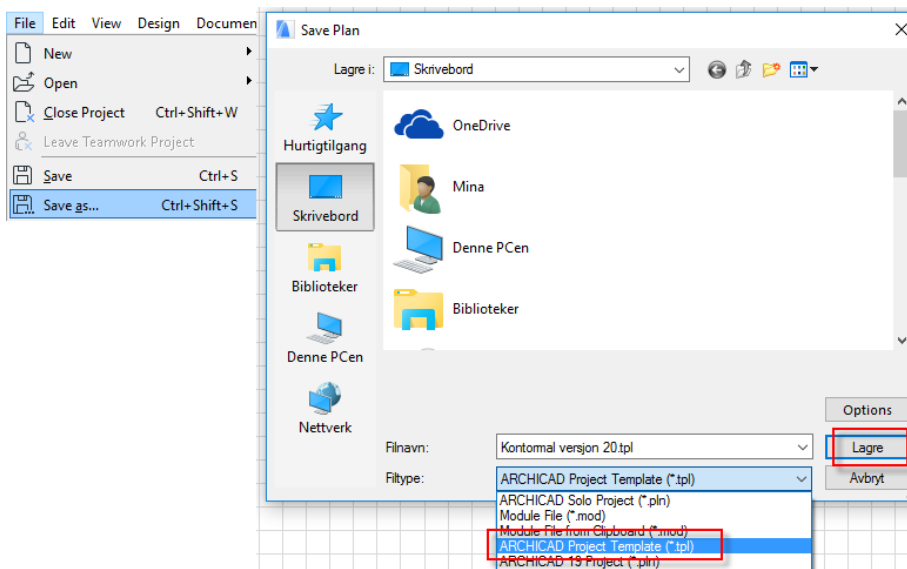 File Edit View Design Documen
New
Open
Close Project Ctrl+Shift+W
Leave Teamwork Project
Save Ctrl+S
Save as... Ctrl+Shift+S
Save Plan
Lagre i: Skrivebord
Hurtigtilgang
Skrivebord
Biblioteker
Denne PCen
Nettverk
OneDrive
Mina
Denne PCen
Biblioteker
Options
Filnavn: Kontormal versjon 20.tpl Lagre
Filtype: ARCHICAD Project Template (*.tpl) Avbryt
ARCHICAD Solo Project (*.pln)
Module File (*.mod)
Module File from Clipboard (*.mod)
ARCHICAD Project Template (*.tpl)
ARCHICAD 19 Project (*.pln)